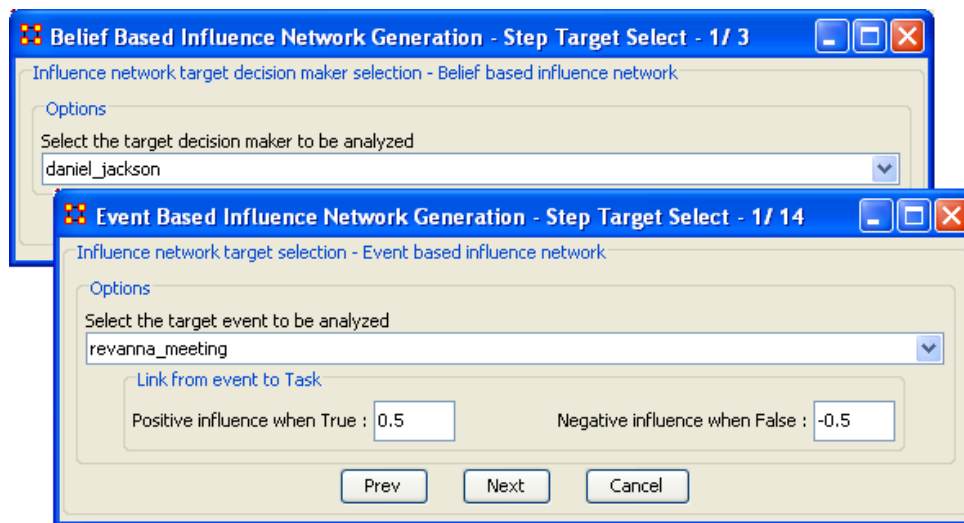 Belief Based Influence Network Generation - Step Target Select - 1/ 3
Influence network target decision maker selection - Belief based influence network
Options
Select the target decision maker to be analyzed
daniel_jackson
Event Based Influence Network Generation - Step Target Select - 1/ 14
Influence network target selection - Event based influence network
Options
Select the target event to be analyzed
revanna_meeting
Link from event to Task
Positive influence when True : 0.5 Negative influence when False : -0.5
Prev Next Cancel